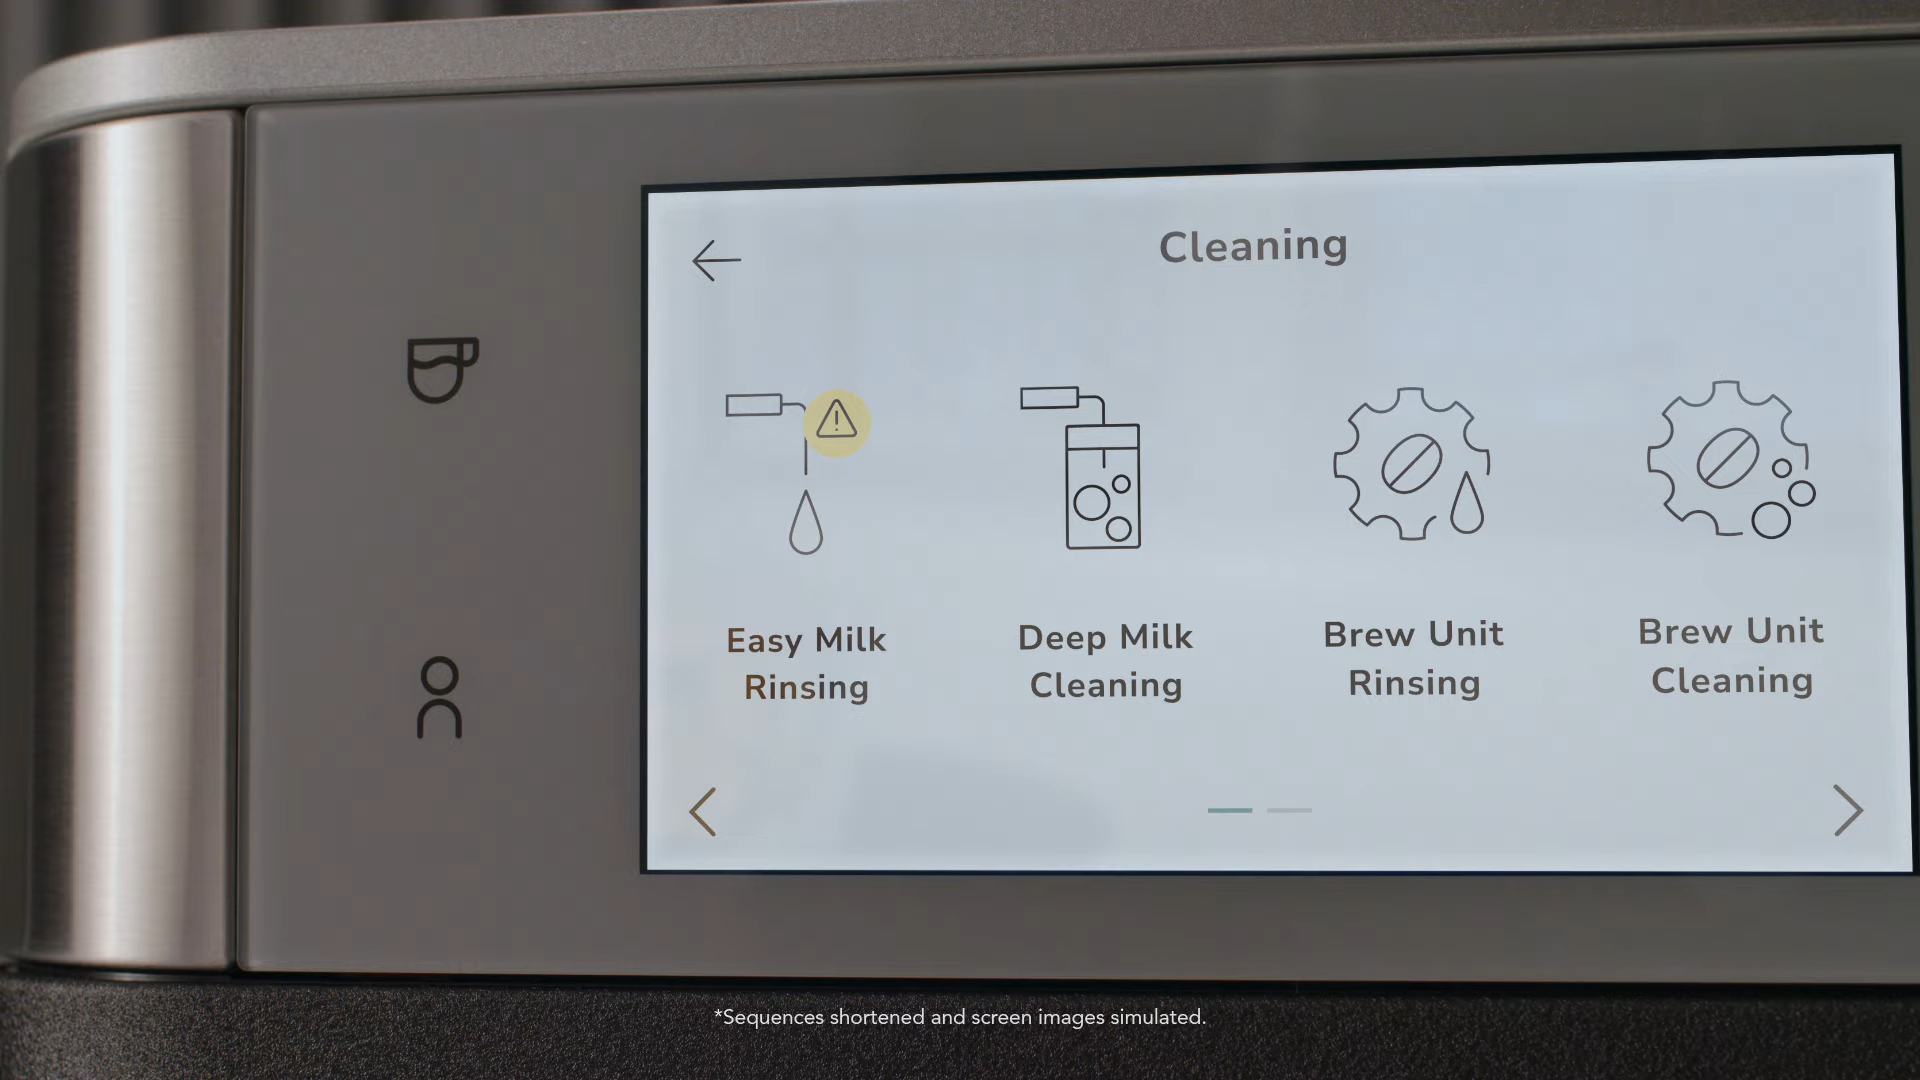 Cleaning
Easy Milk
Rinsing
Deep Milk
Cleaning
Brew Unit
Rinsing
Brew Unit
Cleaning
*Sequences shortened and screen images simulated.